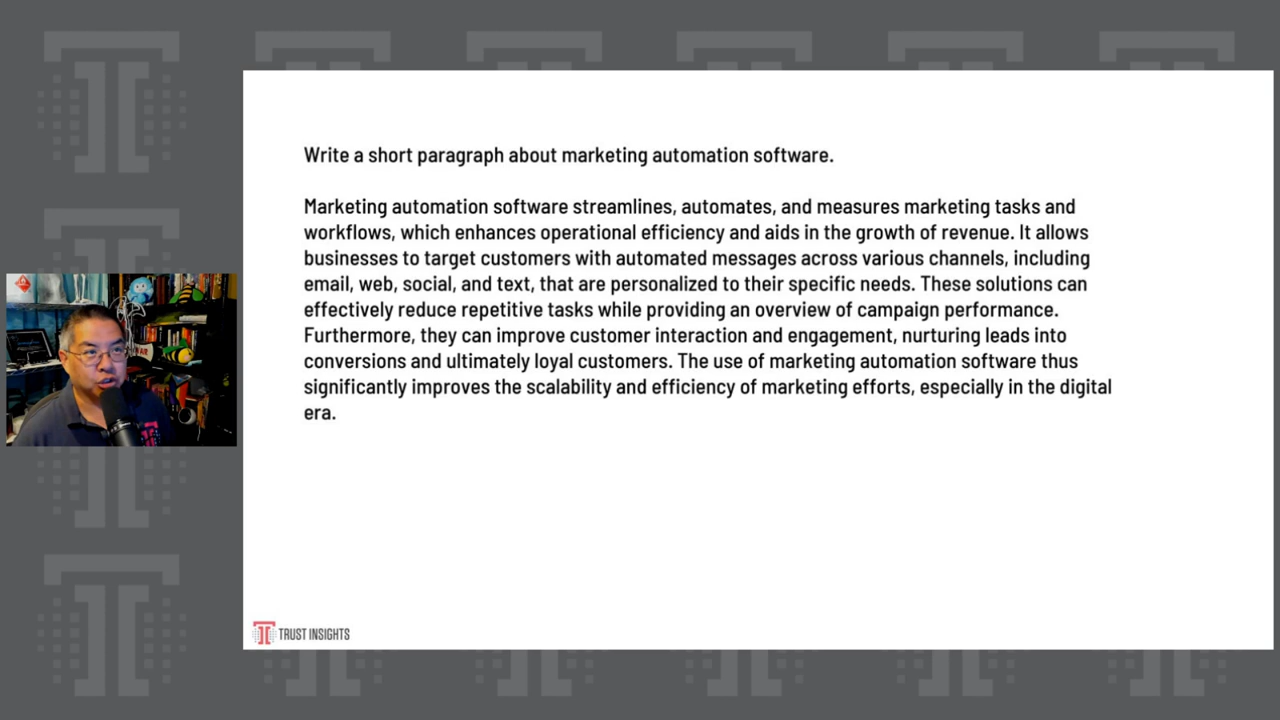 Write a short paragraph about marketing automation software.
Marketing automation software streamlines, automates, and measures marketing tasks and
workflows, which enhances operational efficiency and aids in the growth of revenue. It allows
businesses to target customers with automated messages across various channels, including
email, web, social, and text, that are personalized to their specific needs. These solutions can
effectively reduce repetitive tasks while providing an overview of campaign performance.
Furthermore, they can improve customer interaction and engagement, nurturing leads into
conversions and ultimately loyal customers. The use of marketing automation software thus
significantly improves the scalability and efficiency of marketing efforts, especially in the digital
era.
TRUST INSIGHTS